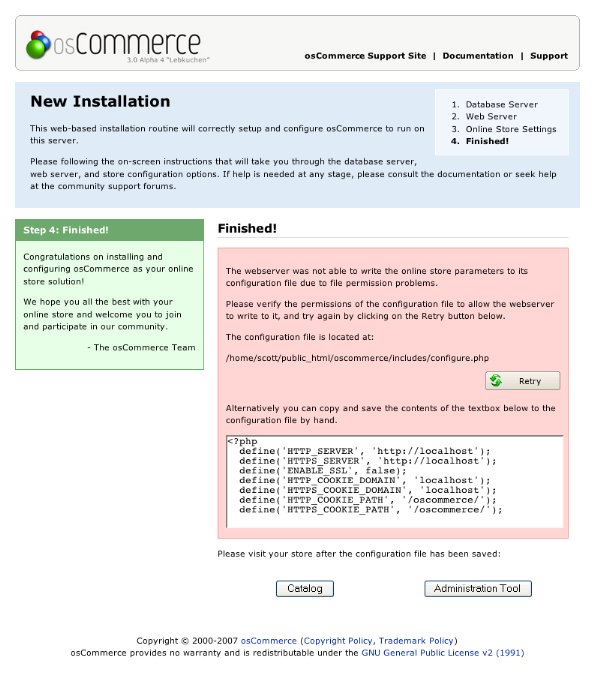 osCommerce
3.0 Alpha 4 "Lebkuchen"
osCommerce Support Site | Documentation | Support
New Installation
This web-based installation routine will correctly setup and configure osCommerce to run on
this server.
Please following the on-screen instructions that will take you through the database server,
web server, and store configuration options. If help is needed at any stage, please consult the documentation or seek help
at the community support forums.
1. Database Server
2. Web Server
3. Online Store Settings
4. Finished!
Step 4: Finished!
Congratulations on installing and
configuring osCommerce as your online
store solution!
We hope you all the best with your
online store and welcome you to join
and participate in our community.
- The osCommerce Team
Finished!
The webserver was not able to write the online store parameters to its
configuration file due to file permission problems.
Please verify the permissions of the configuration file to allow the webserver
to write to it, and try again by clicking on the Retry button below.
The configuration file is located at:
/home/scott/public_html/oscommerce/includes/configure.php
Retry
Alternatively you can copy and save the contents of the textbox below to the
configuration file by hand.
<?php
define('HTTP_SERVER', 'http://localhost');
define('HTTPS_SERVER', 'http://localhost');
define('ENABLE_SSL', false);
define('HTTP_COOKIE_DOMAIN', 'localhost');
define('HTTPS_COOKIE_DOMAIN', 'localhost');
define('HTTP_COOKIE_PATH', '/oscommerce/');
define('HTTPS_COOKIE_PATH', '/oscommerce/');
Please visit your store after the configuration file has been saved:
Catalog
Administration Tool
Copyright © 2000-2007 osCommerce (Copyright Policy, Trademark Policy)
osCommerce provides no warranty and is redistributable under the GNU General Public License v2 (1991)